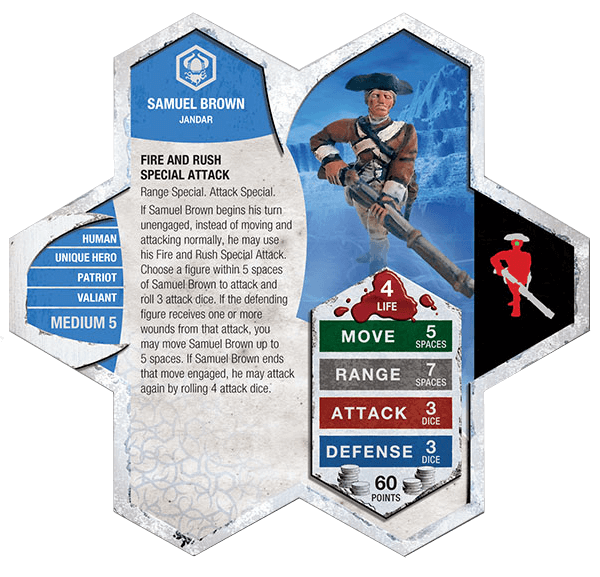 SAMUEL BROWN
JANDAR
FIRE AND RUSH
SPECIAL ATTACK
Range Special. Attack Special.
If Samuel Brown begins his turn
unengaged, instead of moving and
attacking normally, he may use
his Fire and Rush Special Attack.
Choose a figure within 5 spaces
of Samuel Brown to attack and
roll 3 attack dice. If the defending
figure receives one or more
wounds from that attack, you
may move Samuel Brown up to
5 spaces. If Samuel Brown ends
that move engaged, he may attack
again by rolling 4 attack dice.
HUMAN
UNIQUE HERO
PATRIOT
VALIANT
MEDIUM 5
4
LIFE
MOVE 5
SPACES
RANGE 7
SPACES
ATTACK 3
DICE
DEFENSE 3
DICE
60
POINTS